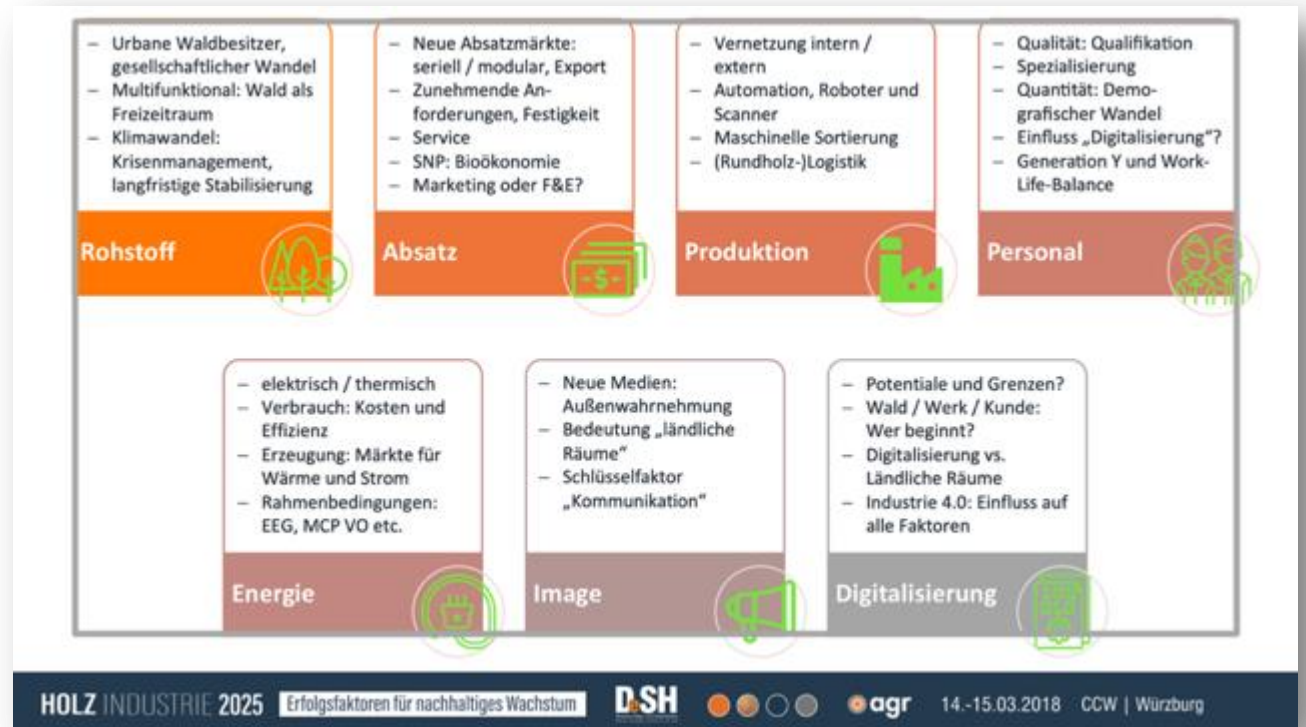 – Urbane Waldbesitzer,
gesellschaftlicher Wandel
– Multifunktional: Wald als
Freizeitraum
– Klimawandel:
Krisenmanagement,
langfristige Stabilisierung
Rohstoff
– Neue Absatzmärkte:
seriell / modular, Export
– Zunehmende An-
forderungen, Festigkeit
– Service
– SNP: Bioökonomie
– Marketing oder F&E?
Absatz
– Vernetzung intern /
extern
– Automation, Roboter und
Scanner
– Maschinelle Sortierung
– (Rundholz-)Logistik
Produktion
– Qualität: Qualifikation
– Spezialisierung
– Quantität: Demo-
grafischer Wandel
– Einfluss „Digitalisierung“?
– Generation Y und Work-
Life-Balance
Personal
– elektrisch / thermisch
– Verbrauch: Kosten und
Effizienz
– Erzeugung: Märkte für
Wärme und Strom
– Rahmenbedingungen:
EEG, MCP VO etc.
Energie
– Neue Medien:
Außenwahrnehmung
– Bedeutung „ländliche
Räume“
– Schlüsselfaktor
„Kommunikation“
Image
– Potentiale und Grenzen?
– Wald / Werk / Kunde:
Wer beginnt?
– Digitalisierung vs.
Ländliche Räume
– Industrie 4.0: Einfluss auf
alle Faktoren
Digitalisierung
HOLZ INDUSTRIE 2025 Erfolgsfaktoren für nachhaltiges Wachstum DeSH agr 14.-15.03.2018 CCW | Würzburg